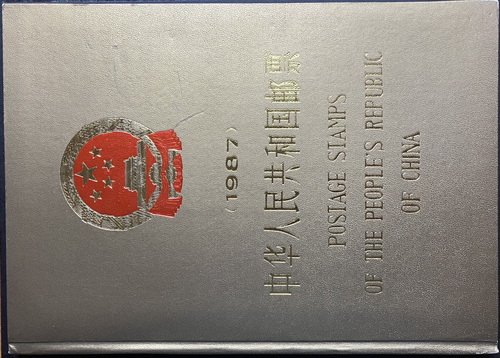 (1987)
中华人民共和国邮票
POSTAGE STAMPS
OF THE PEOPLE'S REPUBLIC
OF CHINA